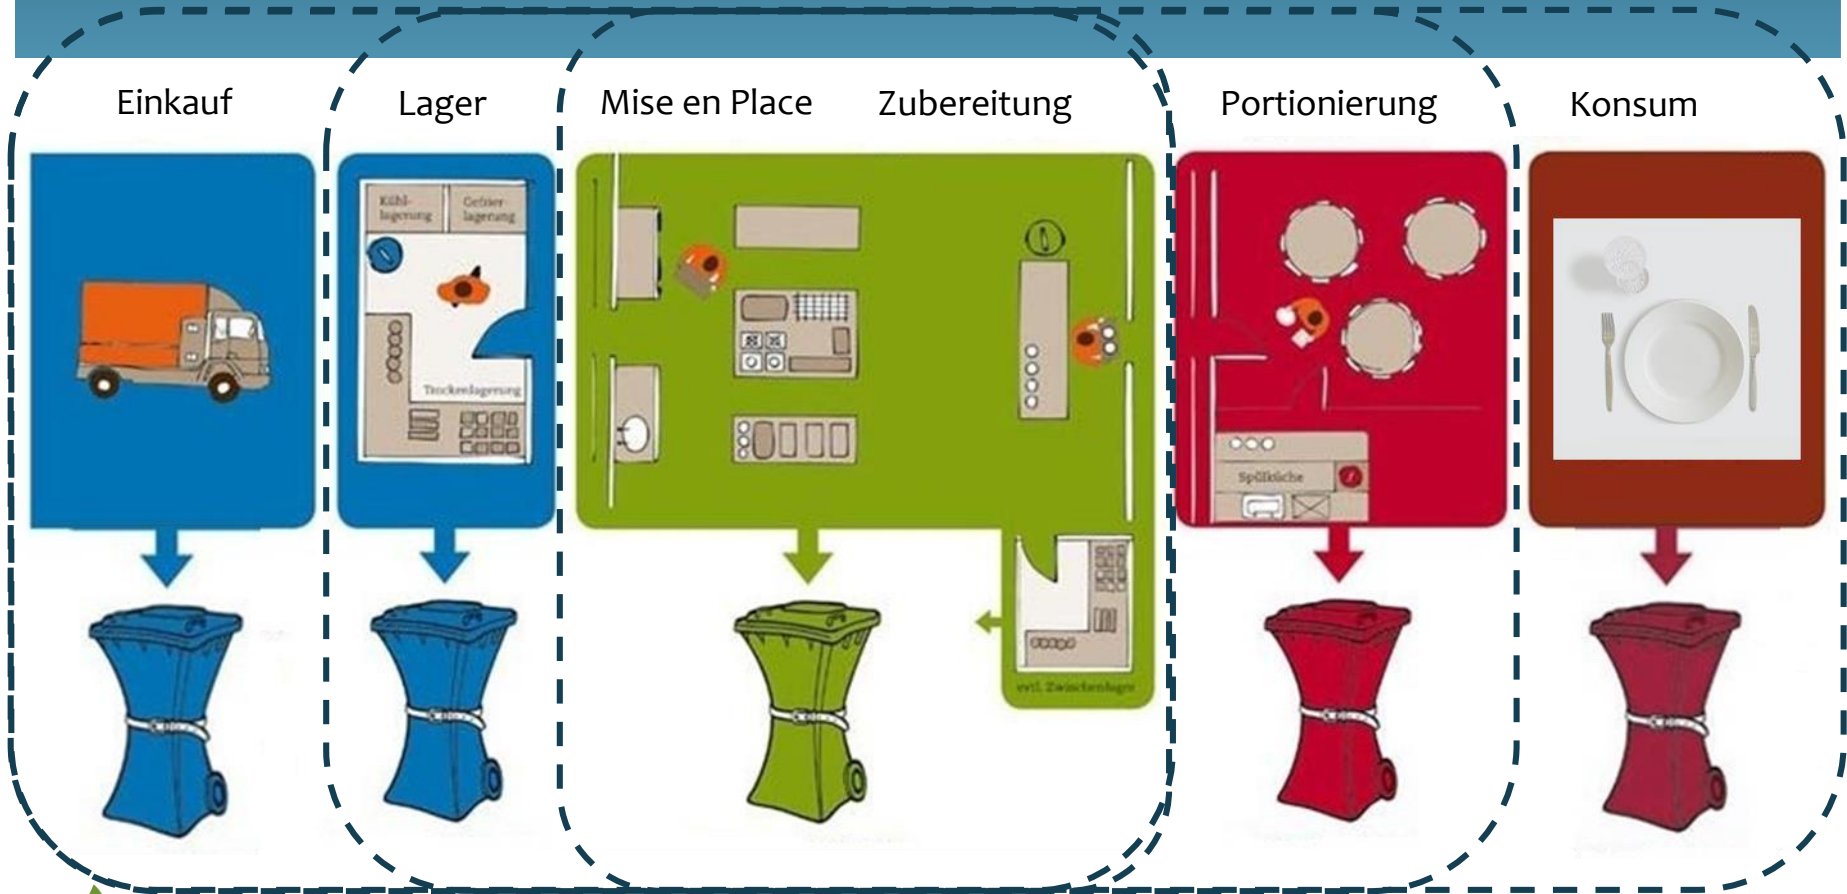 Einkauf
Lager
Mise en Place
Zubereitung
Portionierung
Konsum
Kühl-
lagerung
Gefrier-
lagerung
Trockenlagerung
Spülküche
evtl. Zwischenlager